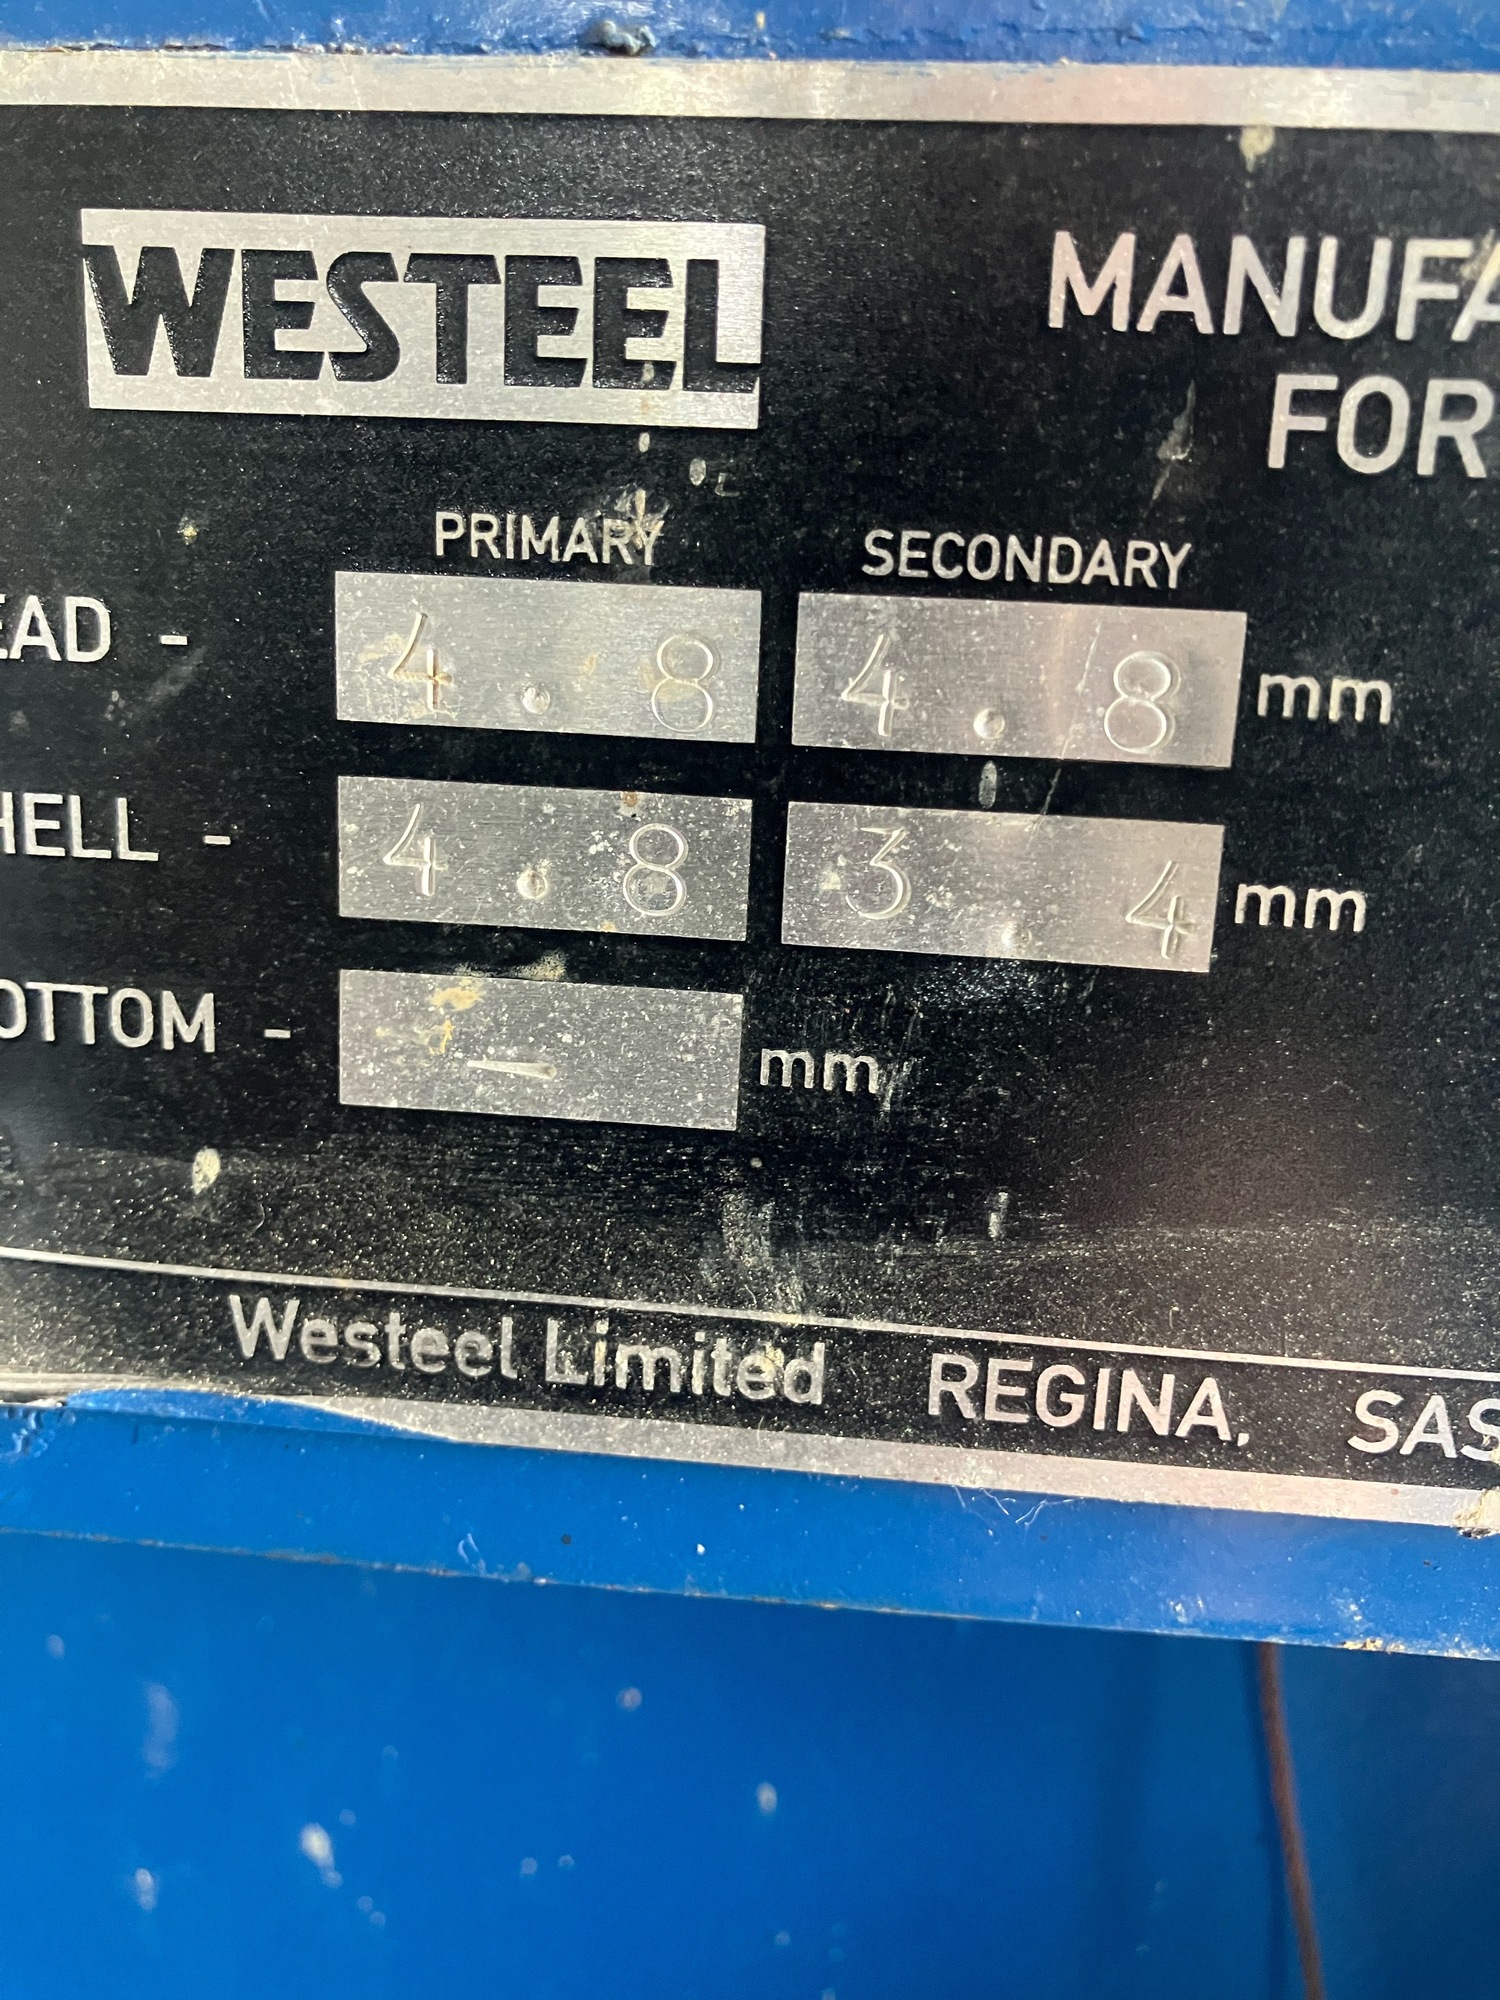 WESTEEL
MANUFA
FOR
PRIMARY SECONDARY
EAD - 4.8 4.8 mm
HELL - 4.8 3.4 mm
OTTOM - - mm
Westeel Limited REGINA, SAS